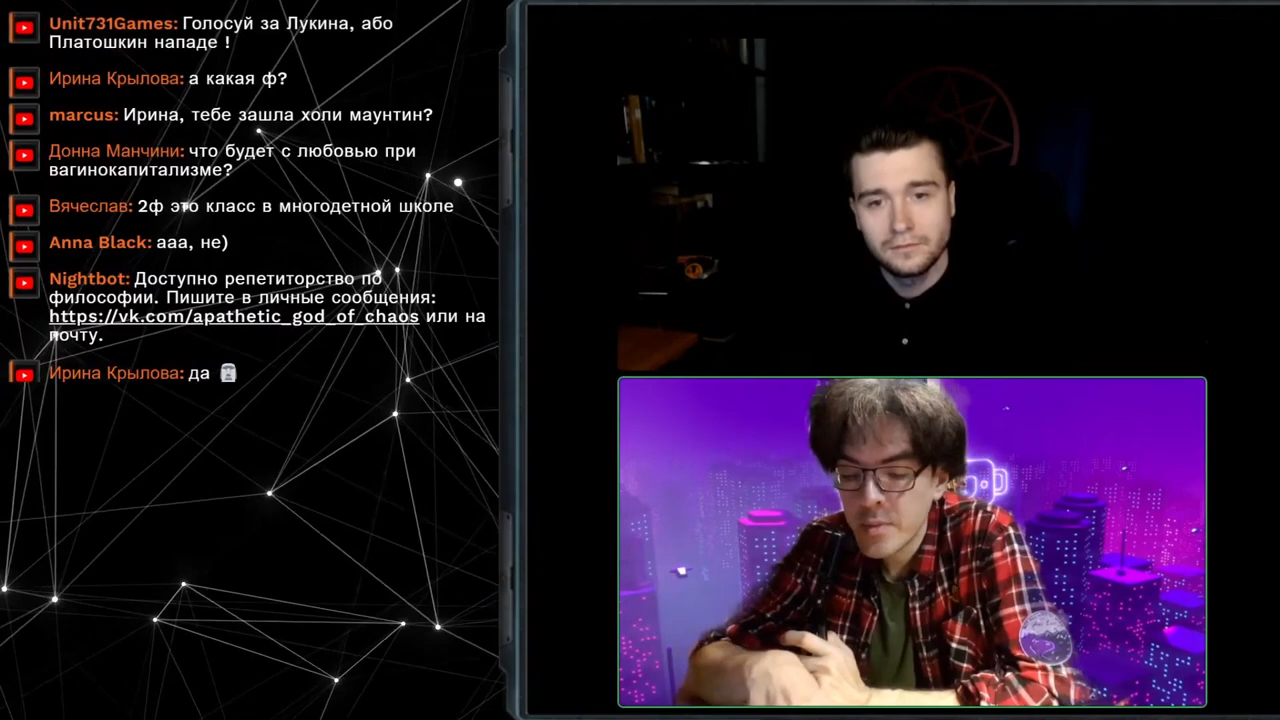 Unit731Games: Голосуй за Лукина, або
Платошкин нападе !
Ирина Крылова: а какая ф?
marcus: Ирина, тебе зашла холи маунтин?
Донна Манчини: что будет с любовью при
вагинокапитализме?
Вячеслав: 2ф это класс в многодетной школе
Anna Black: ааа, не)
Nightbot: Доступно репетиторство по
философии. Пишите в личные сообщения:
https://vk.com/apathetic_god_of_chaos или на
почту.
Ирина Крылова: да 🗿